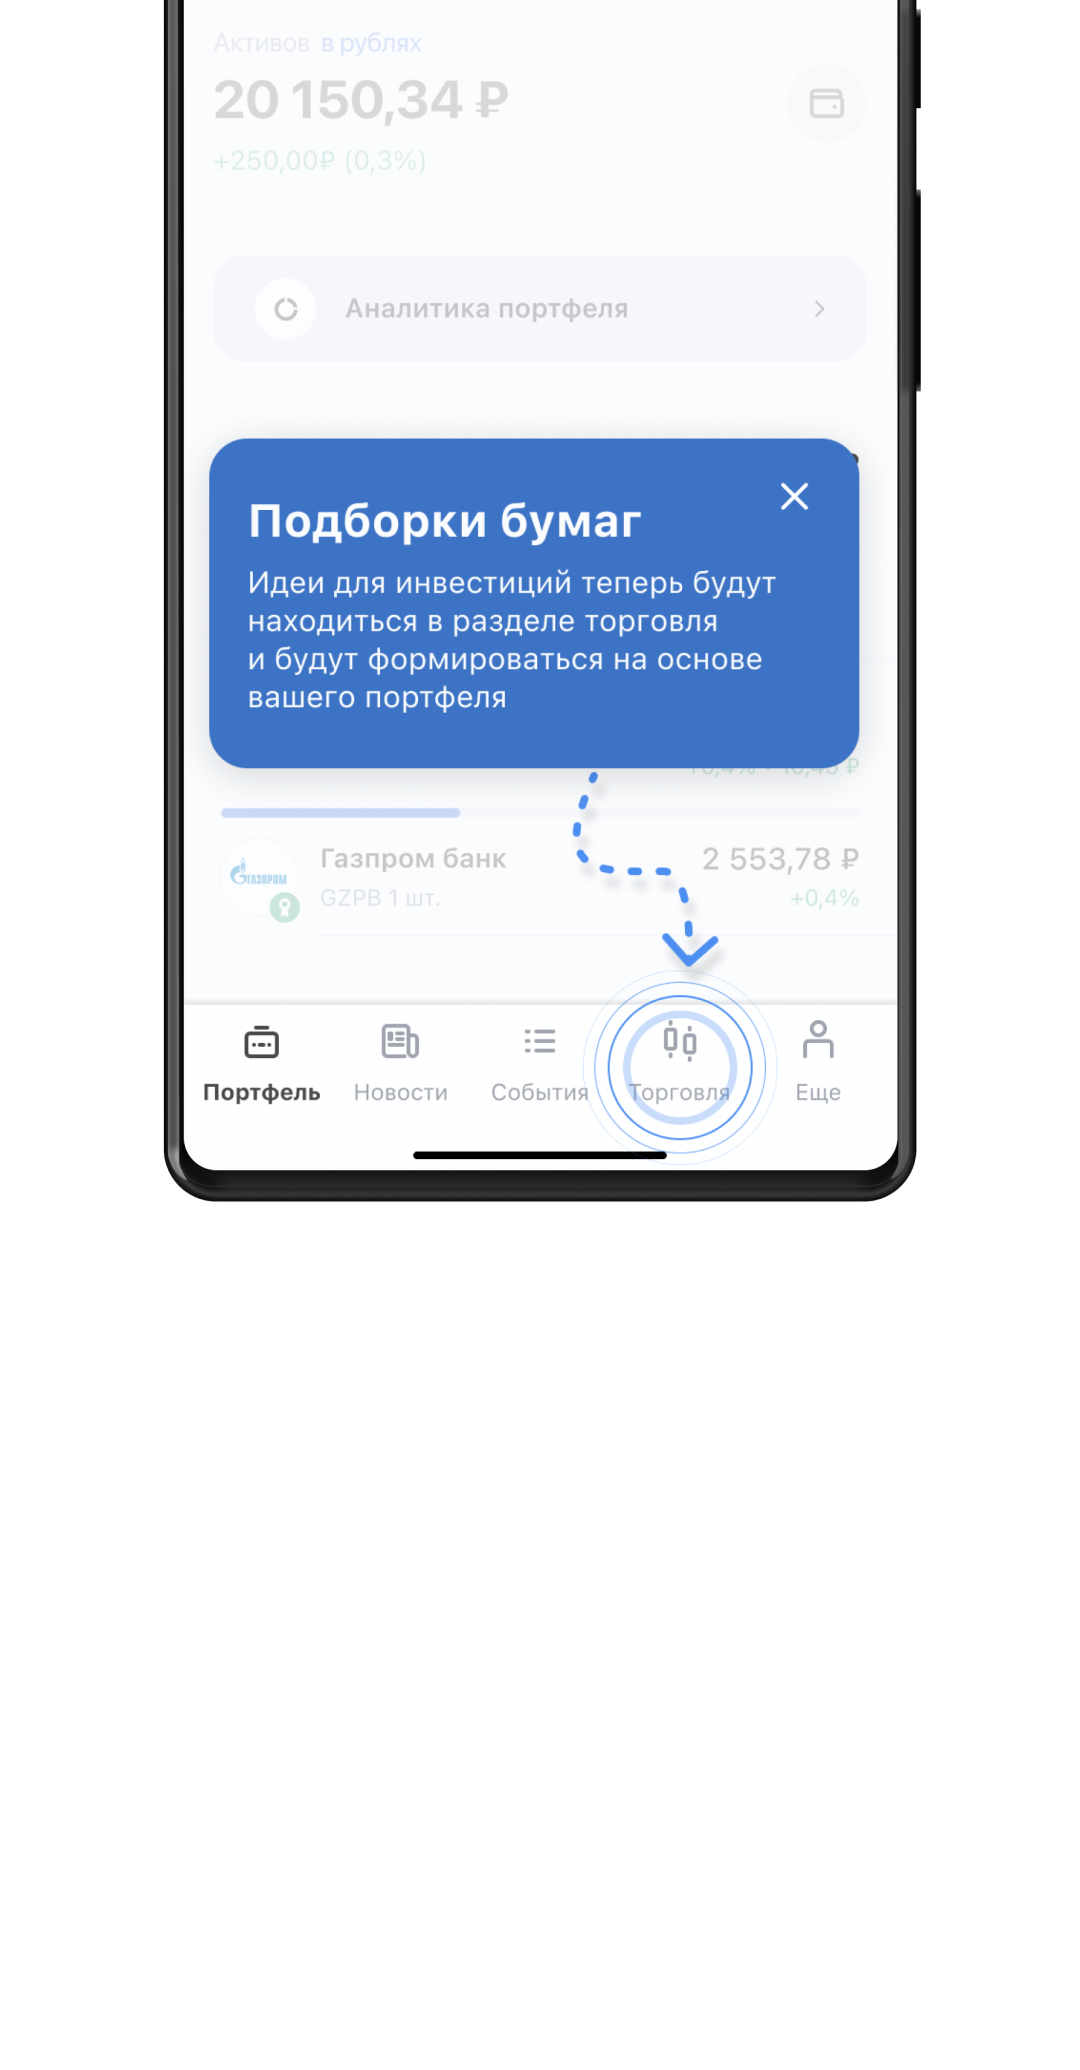 Активов в рублях
20 150,34 ₽
+250,00₽ (0,3%)
Аналитика портфеля
Подборки бумаг
Идеи для инвестиций теперь будут
находиться в разделе торговля
и будут формироваться на основе
вашего портфеля
Газпром банк
2 553,78 ₽
ГАЗПРОМ
GZPB 1 шт.
+0,4%
Портфель
Новости
События
Торговля
Еще